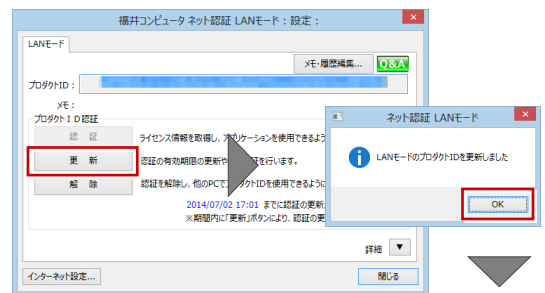 福井コンピュータ ネット認証 LANモード：設定：
LANモード
メモ・履歴編集...
Q&A
プロダクトID：
メモ：
プロダクトＩＤ認証
認　証
ライセンス情報を取得し、アプリケーションを使用できるよう
更　新
認証の有効期限の更新や
を行います。
解　除
認証を解除し、他のPCでプロダクトIDを使用できるように
2014/07/02 17:01 までに認証の更新
※期間内に「更新」ボタンにより、認証の更
詳細 ▼
インターネット設定...
閉じる
ネット認証 LANモード
LANモードのプロダクトIDを更新しました
OK